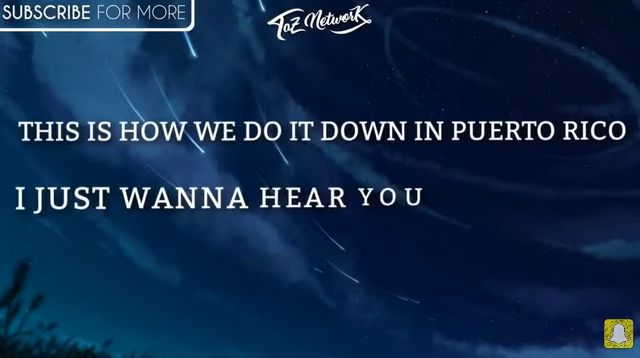 SUBSCRIBE FOR MORE
TaZ NetworK
THIS IS HOW WE DO IT DOWN IN PUERTO RICO
I JUST WANNA HEAR YOU